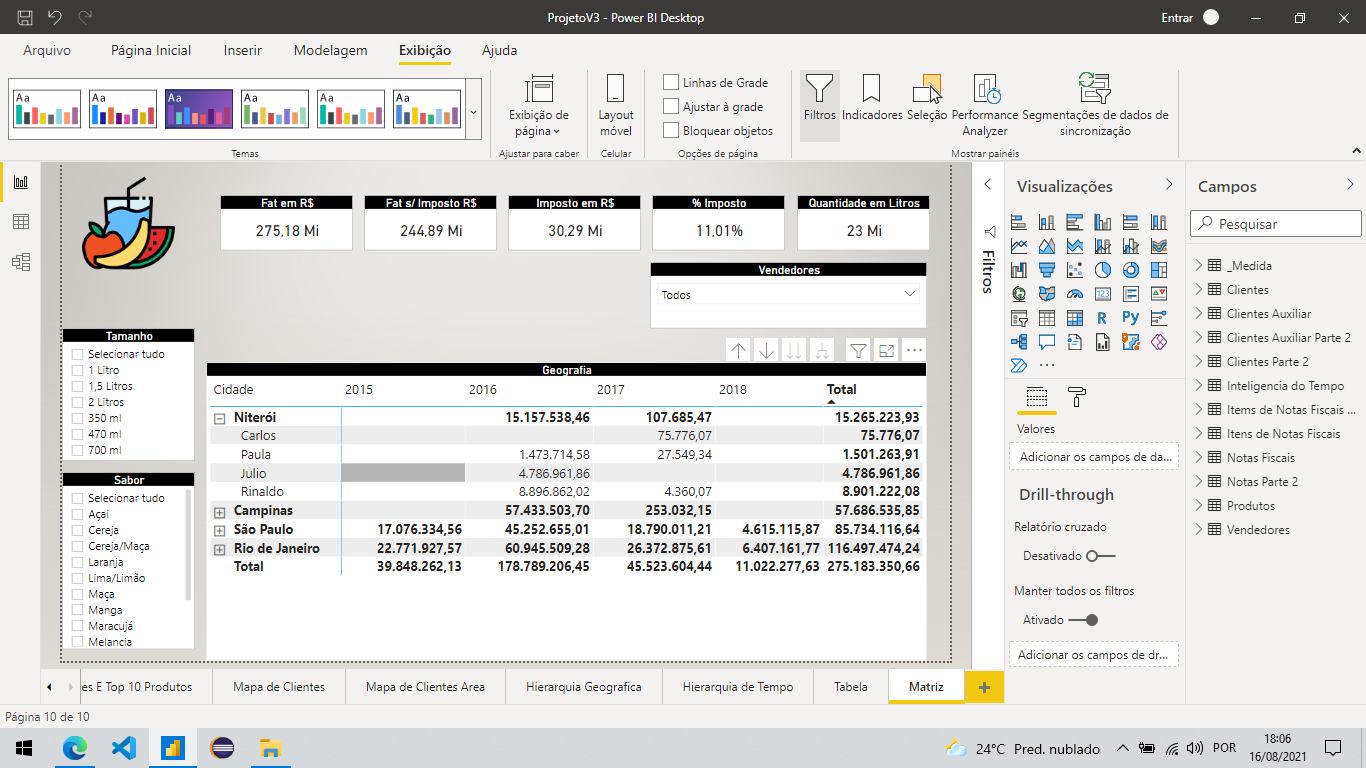 ProjetoV3 - Power BI Desktop
Entrar
Arquivo
Página Inicial
Inserir
Modelagem
Exibição
Ajuda
Aa
Aa
Aa
Aa
Aa
Aa
Temas
Exibição de
página
Ajustar para caber
Layout
móvel
Celular
Linhas de Grade
Ajustar à grade
Bloquear objetos
Opções de página
Filtros
Indicadores
Seleção
Performance
Analyzer
Segmentações de dados de
sincronização
Mostrar painéis
Fat em R$
275,18 Mi
Fat s/ Imposto R$
244,89 Mi
Imposto em R$
30,29 Mi
% Imposto
11,01%
Quantidade em Litros
23 Mi
Vendedores
Todos
Tamanho
Selecionar tudo
1 Litro
1,5 Litros
2 Litros
350 ml
470 ml
700 ml
Sabor
Selecionar tudo
Açai
Cereja
Cereja/Maça
Laranja
Lima/Limão
Maça
Manga
Maracujá
Melancia
Geografia
Cidade 2015 2016 2017 2018 Total
Niterói 15.157.538,46 107.685,47 15.265.223,93
Carlos 75.776,07 75.776,07
Paula 1.473.714,58 27.549,34 1.501.263,91
Julio 4.786.961,86 4.786.961,86
Rinaldo 8.896.862,02 4.360,07 8.901.222,08
Campinas 57.433.503,70 253.032,15 57.686.535,85
São Paulo 17.076.334,56 45.252.655,01 18.790.011,21 4.615.115,87 85.734.116,64
Rio de Janeiro 22.771.927,57 60.945.509,28 26.372.875,61 6.407.161,77 116.497.474,24
Total 39.848.262,13 178.789.206,45 45.523.604,44 11.022.277,63 275.183.350,66
Filtros
Visualizações
123
R
Py
Valores
Adicionar os campos de da...
Drill-through
Relatório cruzado
Desativado
Manter todos os filtros
Ativado
Adicionar os campos de dr...
Campos
Pesquisar
_Medida
Clientes
Clientes Auxiliar
Clientes Auxiliar Parte 2
Clientes Parte 2
Inteligencia do Tempo
Items de Notas Fiscais ...
Itens de Notas Fiscais
Notas Fiscais
Notas Parte 2
Produtos
Vendedores
es E Top 10 Produtos
Mapa de Clientes
Mapa de Clientes Area
Hierarquia Geografica
Hierarquia de Tempo
Tabela
Matriz
Página 10 de 10
24°C Pred. nublado
POR
18:06
16/08/2021